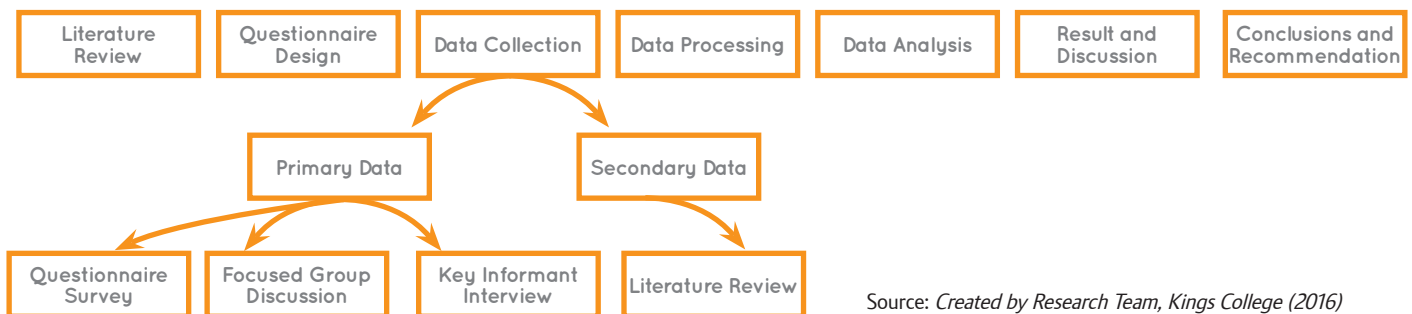 Literature
Review
Questionnaire
Design
Data Collection
Data Processing
Data Analysis
Result and
Discussion
Conclusions and
Recommendation
Primary Data
Secondary Data
Questionnaire
Survey
Focused Group
Discussion
Key Informant
Interview
Literature Review
Source: Created by Research Team, Kings College (2016)